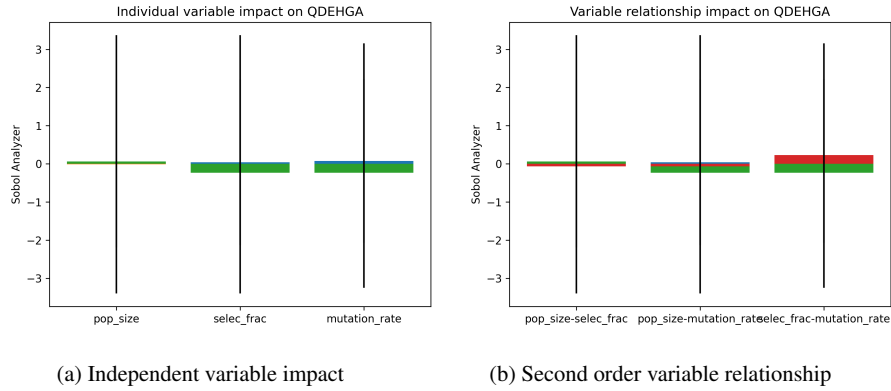 Individual variable impact on QDEHGA
Sobol Analyzer
3
2
1
0
−1
−2
−3
pop_size
selec_frac
mutation_rate
(a) Independent variable impact
Variable relationship impact on QDEHGA
Sobol Analyzer
3
2
1
0
−1
−2
−3
pop_size-selec_frac
pop_size-mutation_rate
selec_frac-mutation_rate
(b) Second order variable relationship